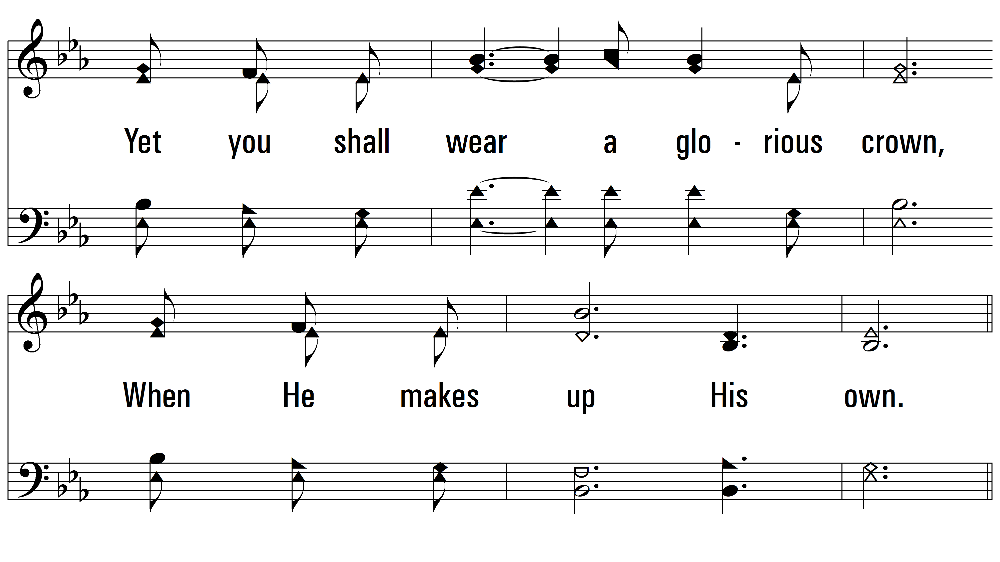 Yet you shall wear a glo - rious crown,
When He makes up His own.